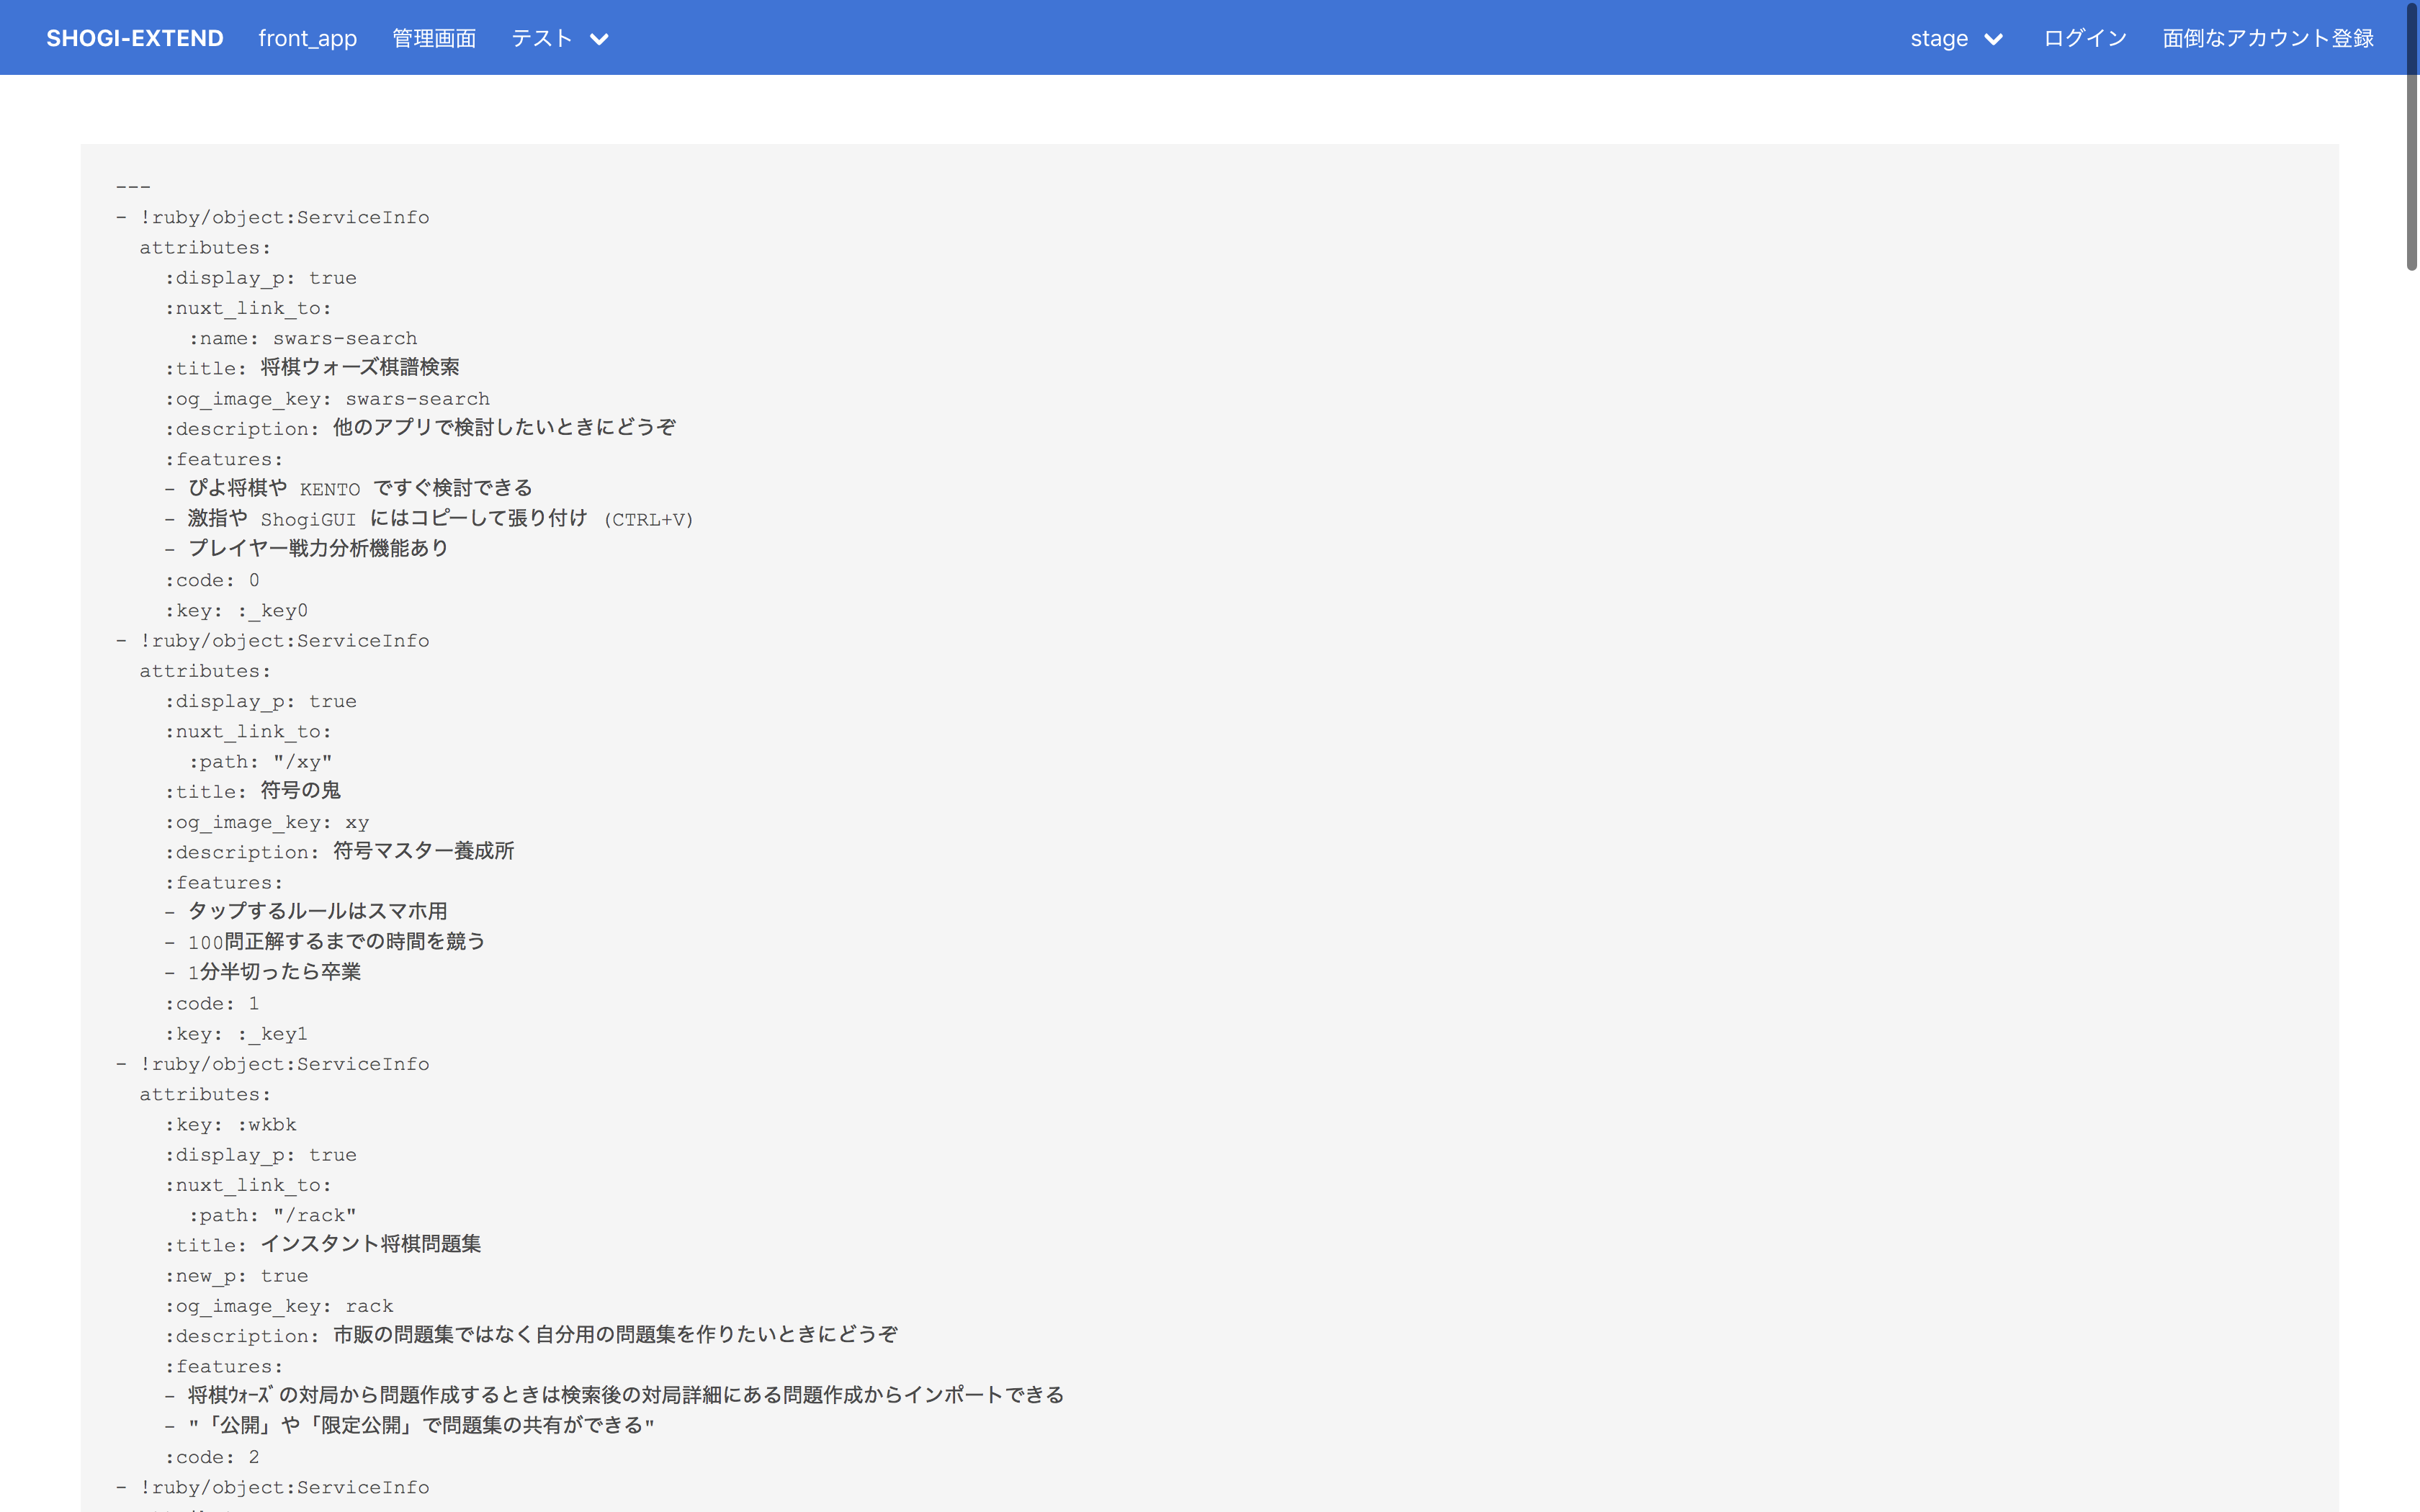 SHOGI-EXTEND front_app 管理画面 テスト stage ログイン 面倒なアカウント登録
---
- !ruby/object:ServiceInfo
attributes:
:display_p: true
:nuxt_link_to:
:name: swars-search
:title: 将棋ウォーズ棋譜検索
:og_image_key: swars-search
:description: 他のアプリで検討したいときにどうぞ
:features:
- ぴよ将棋や KENTO ですぐ検討できる
- 激指や ShogiGUI にはコピーして張り付け (CTRL+V)
- プレイヤー戦力分析機能あり
:code: 0
:key: :_key0
- !ruby/object:ServiceInfo
attributes:
:display_p: true
:nuxt_link_to:
:path: "/xy"
:title: 符号の鬼
:og_image_key: xy
:description: 符号マスター養成所
:features:
- タップするルールはスマホ用
- 100問正解するまでの時間を競う
- 1分半切ったら卒業
:code: 1
:key: :_key1
- !ruby/object:ServiceInfo
attributes:
:key: :wkbk
:display_p: true
:nuxt_link_to:
:path: "/rack"
:title: インスタント将棋問題集
:new_p: true
:og_image_key: rack
:description: 市販の問題集ではなく自分用の問題集を作りたいときにどうぞ
:features:
- 将棋ｳｫｰｽﾞの対局から問題作成するときは検索後の対局詳細にある問題作成からインポートできる
- "「公開」や「限定公開」で問題集の共有ができる"
:code: 2
- !ruby/object:ServiceInfo